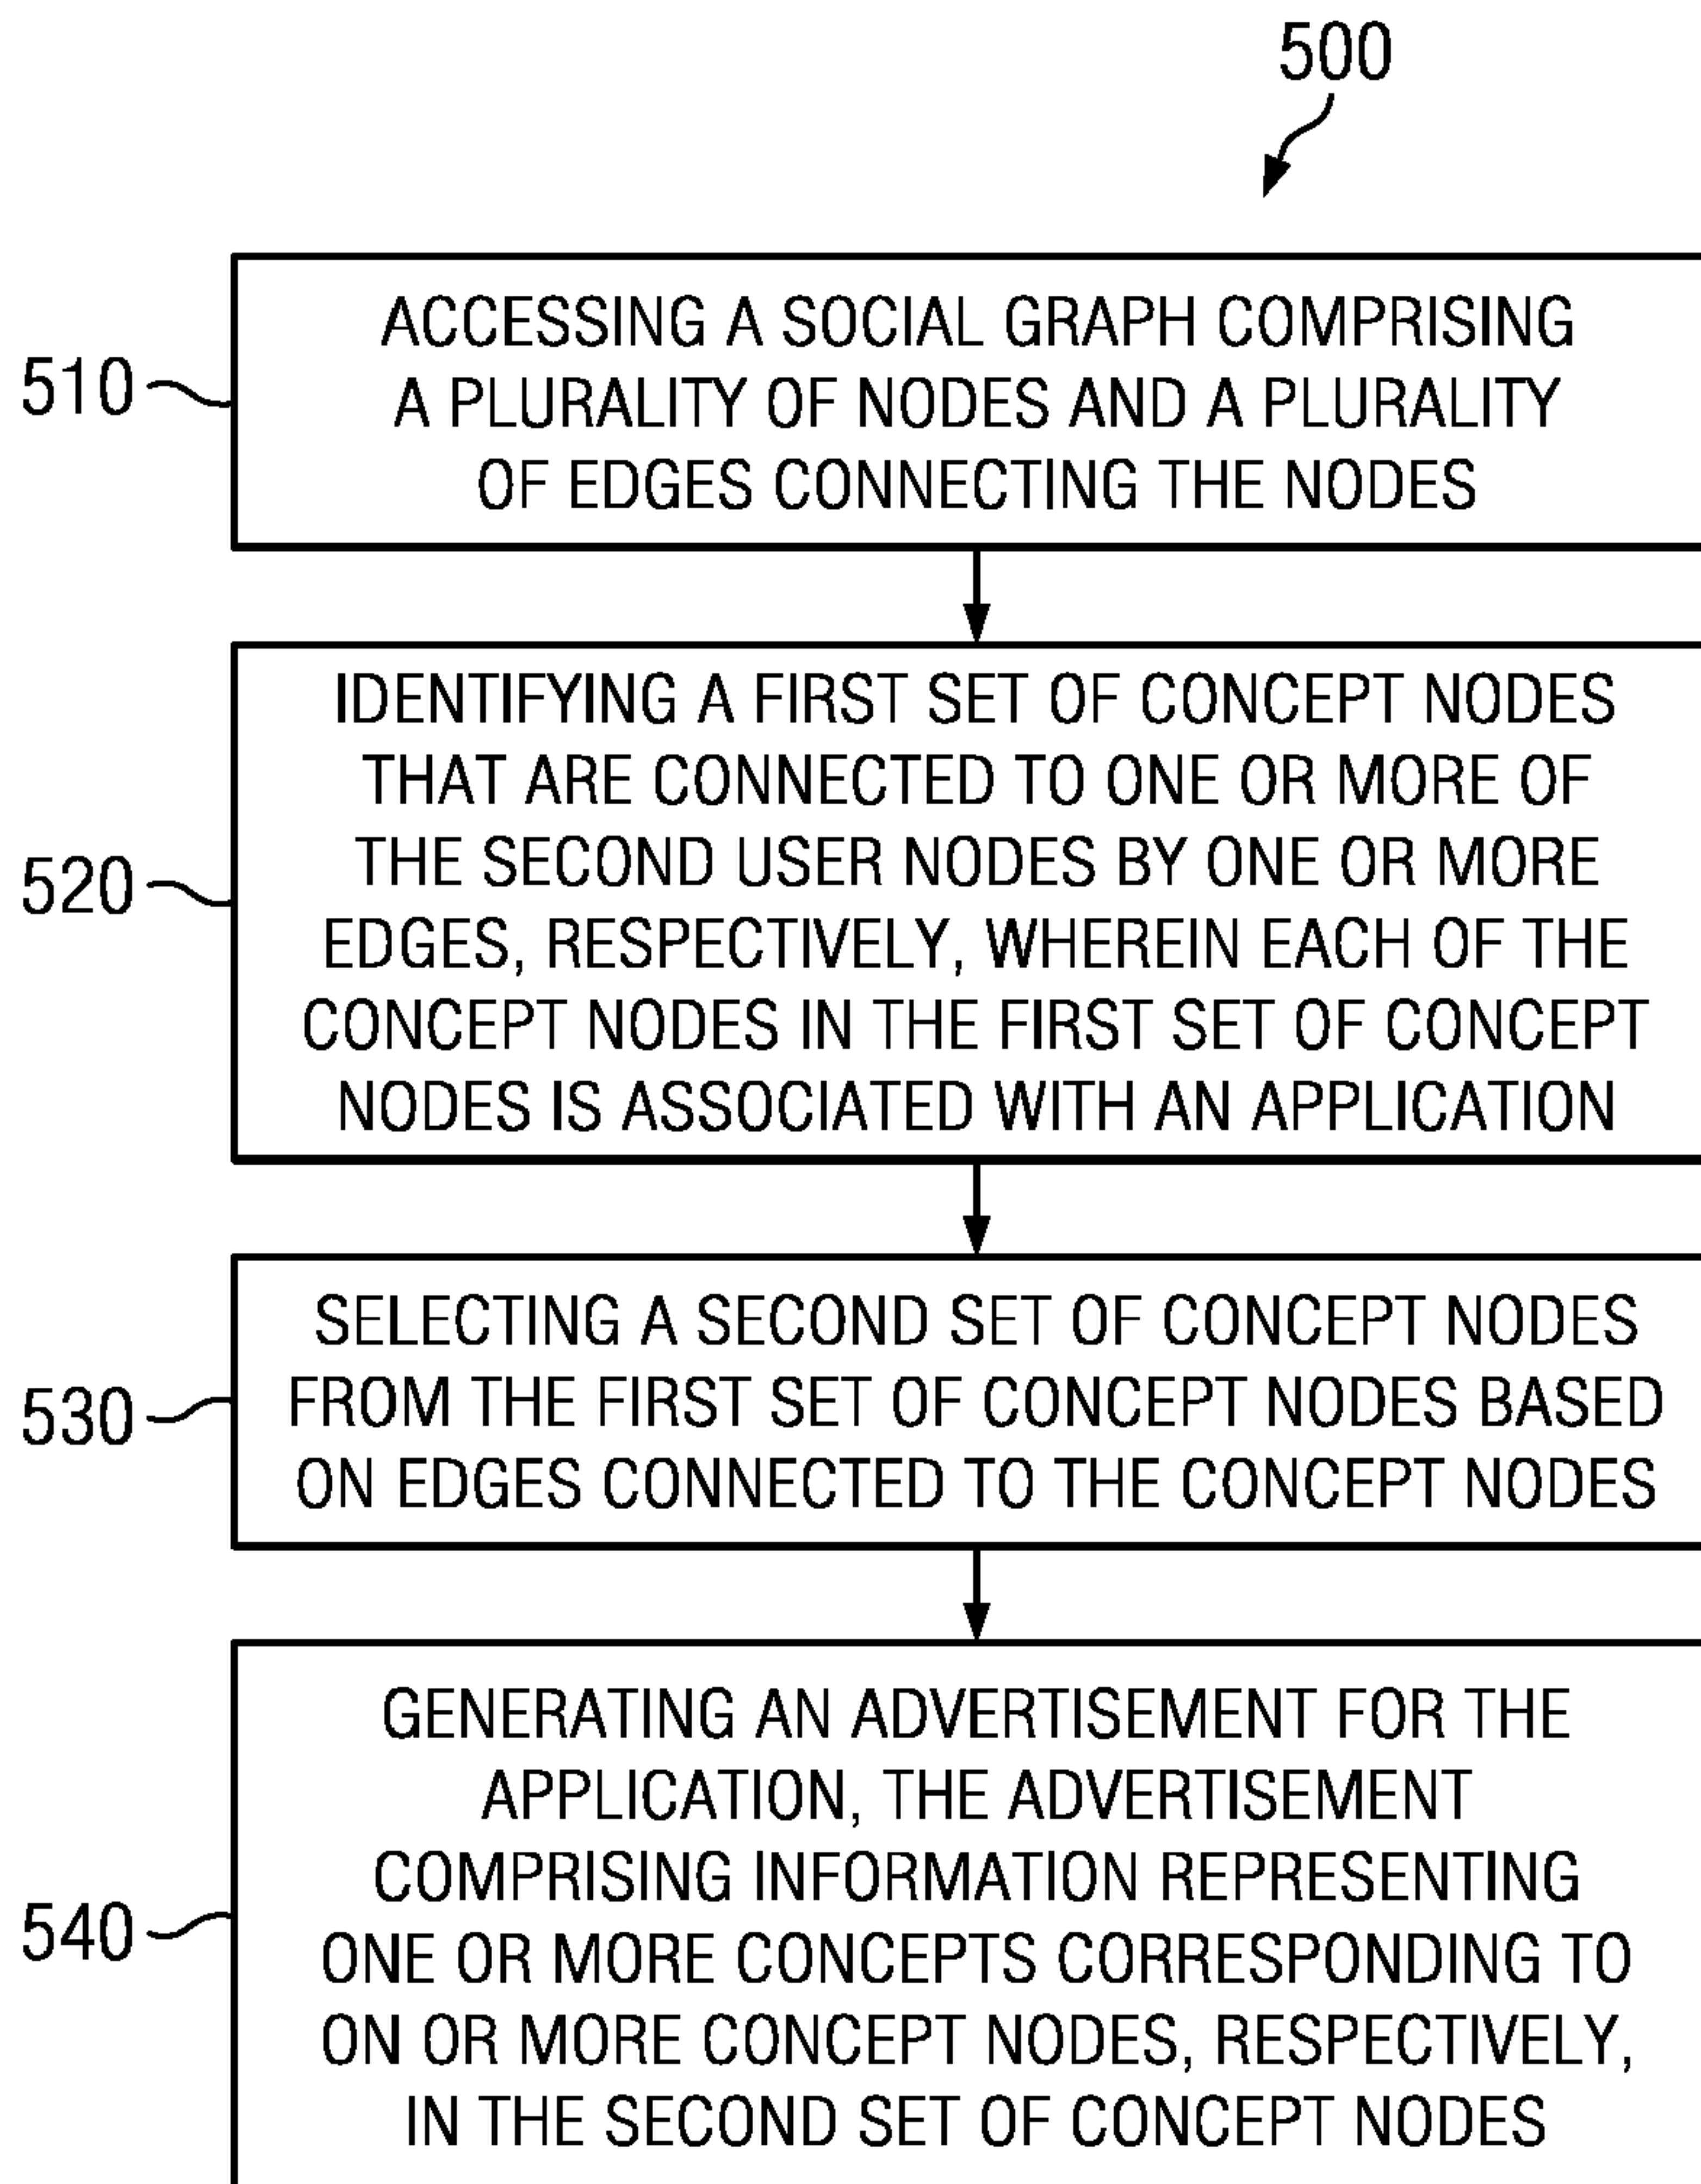 500
510
ACCESSING A SOCIAL GRAPH COMPRISING
A PLURALITY OF NODES AND A PLURALITY
OF EDGES CONNECTING THE NODES
520
IDENTIFYING A FIRST SET OF CONCEPT NODES
THAT ARE CONNECTED TO ONE OR MORE OF
THE SECOND USER NODES BY ONE OR MORE
EDGES, RESPECTIVELY, WHEREIN EACH OF THE
CONCEPT NODES IN THE FIRST SET OF CONCEPT
NODES IS ASSOCIATED WITH AN APPLICATION
530
SELECTING A SECOND SET OF CONCEPT NODES
FROM THE FIRST SET OF CONCEPT NODES BASED
ON EDGES CONNECTED TO THE CONCEPT NODES
540
GENERATING AN ADVERTISEMENT FOR THE
APPLICATION, THE ADVERTISEMENT
COMPRISING INFORMATION REPRESENTING
ONE OR MORE CONCEPTS CORRESPONDING TO
ON OR MORE CONCEPT NODES, RESPECTIVELY,
IN THE SECOND SET OF CONCEPT NODES